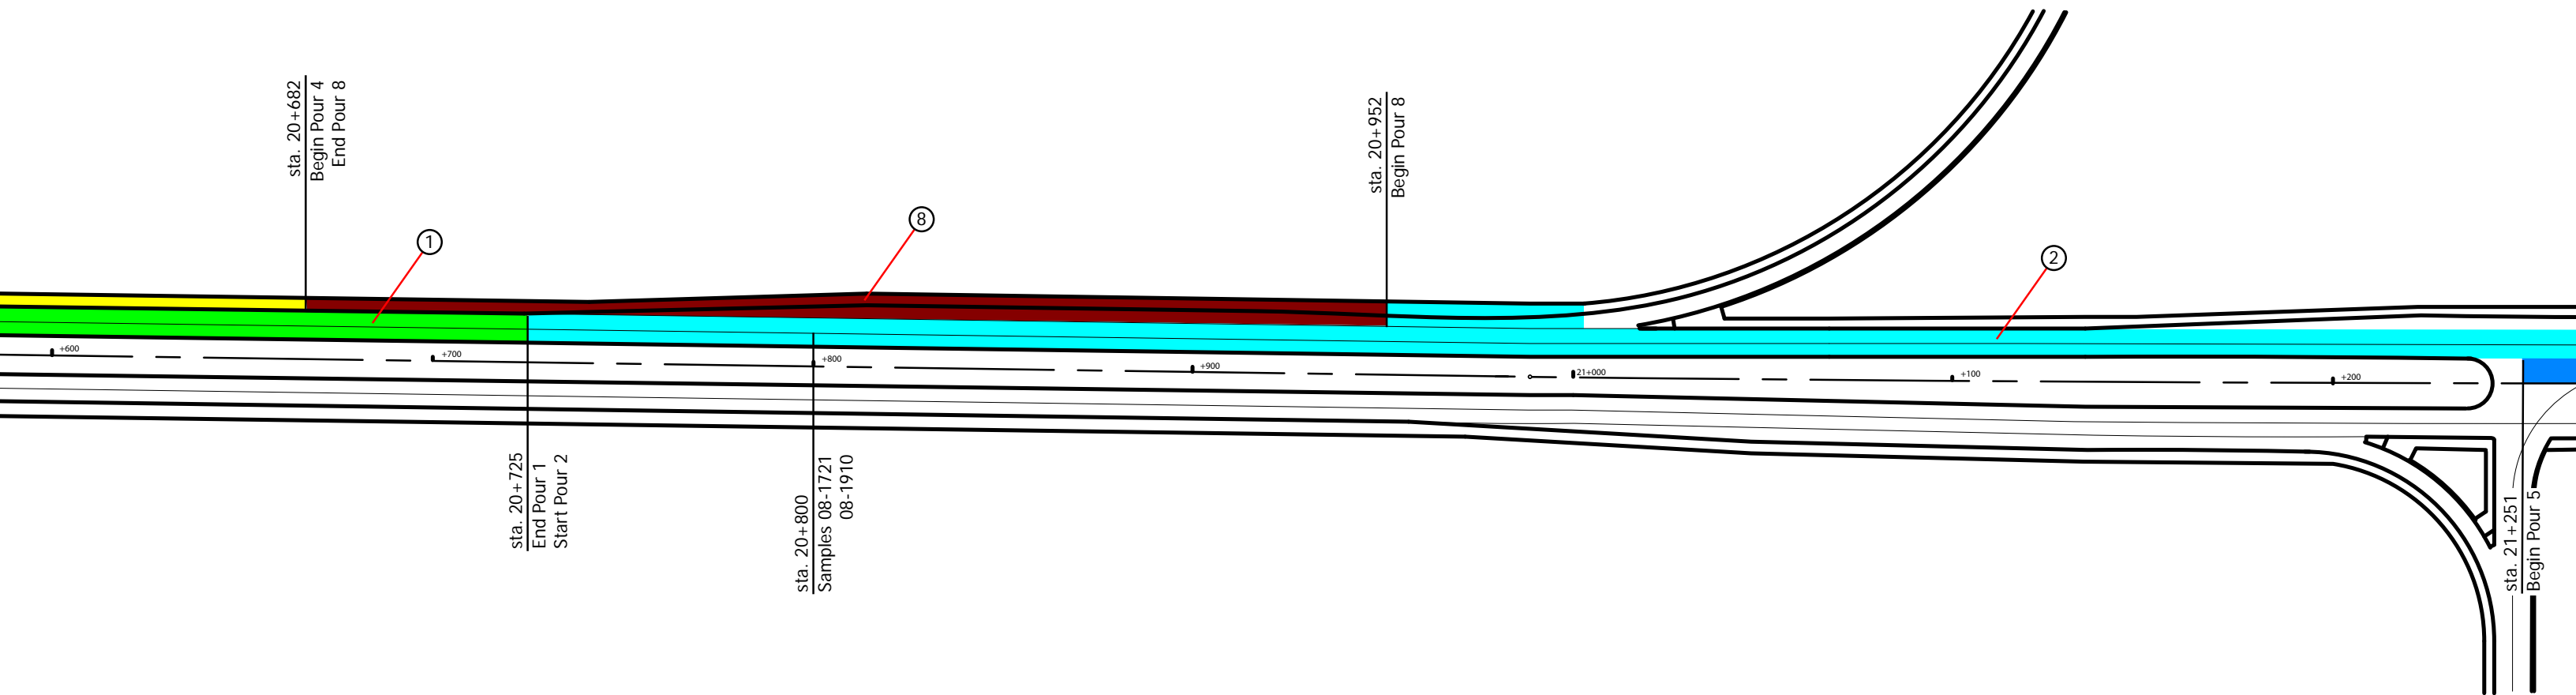 sta. 20+682
Begin Pour 4
End Pour 8
sta. 20+952
Begin Pour 8
1
8
2
+600
+700
+800
+900
21+000
+100
+200
sta. 20+725
End Pour 1
Start Pour 2
sta. 20+800
Samples 08-1721
08-1910
sta. 21+251
Begin Pour 5